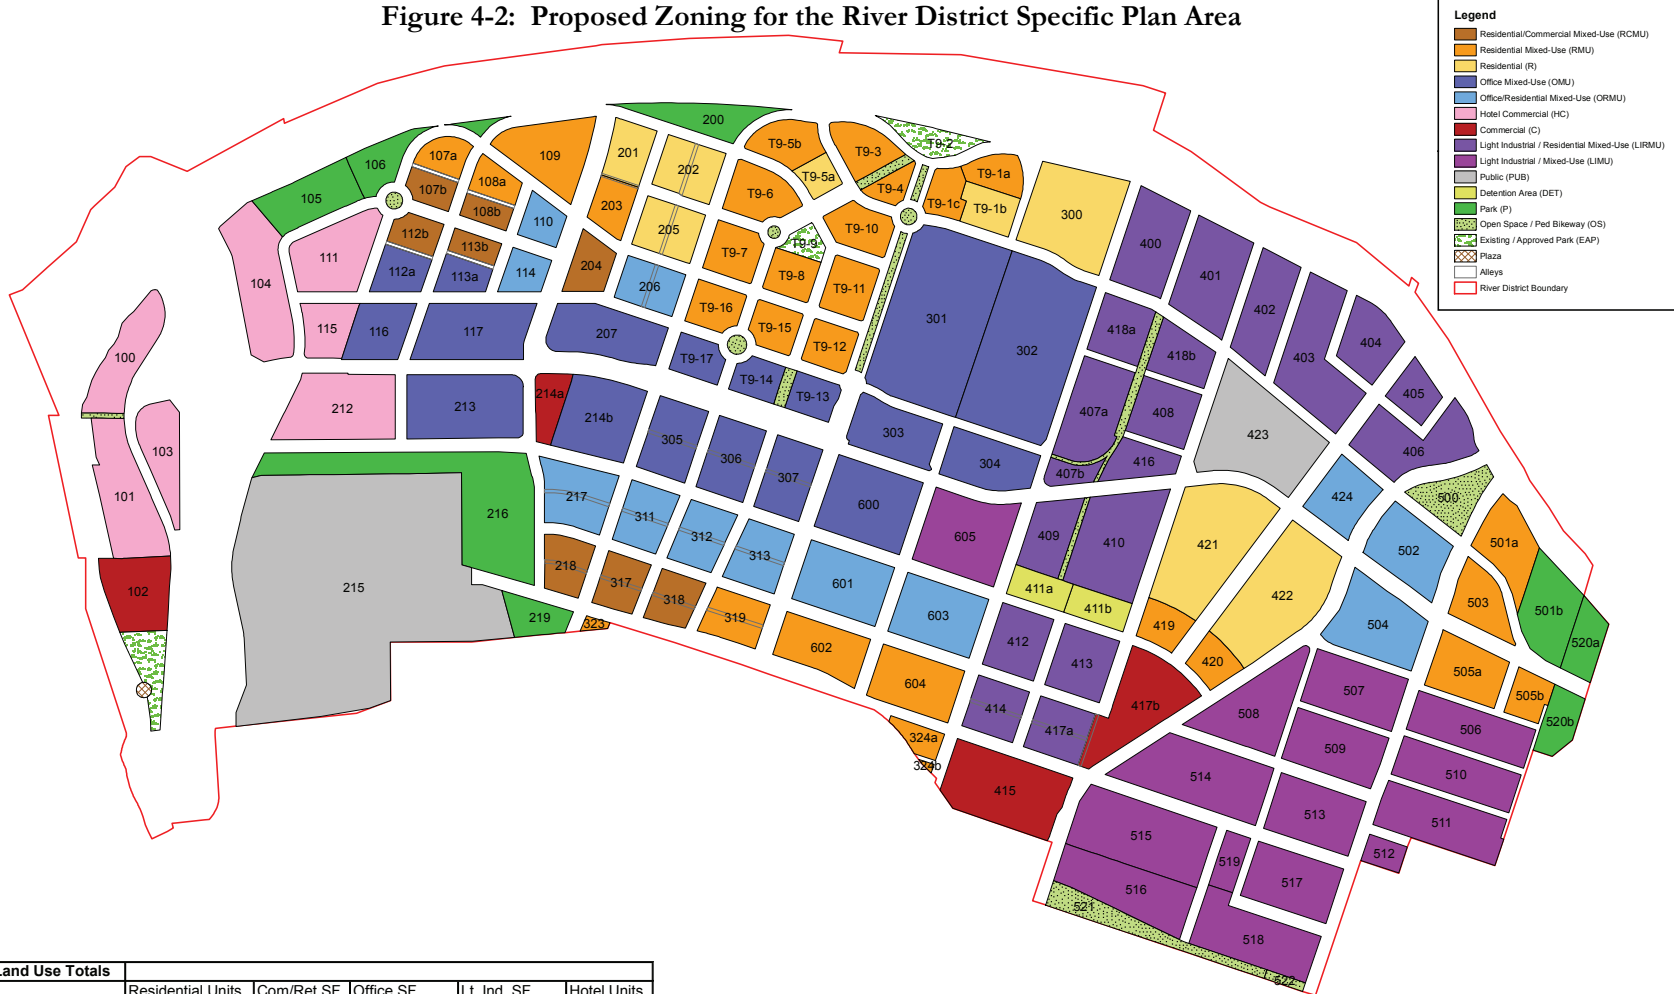 Figure 4-2: Proposed Zoning for the River District Specific Plan Area
Legend
Residential/Commercial Mixed-Use (RCMU)
Residential Mixed-Use (RMU)
Residential (R)
Office Mixed-Use (OMU)
Office/Residential Mixed-Use (ORMU)
Hotel Commercial (HC)
Commercial (C)
Light Industrial / Residential Mixed-Use (LIRMU)
Light Industrial / Mixed-Use (LIMU)
Public (PUB)
Detention Area (DET)
Park (P)
Open Space / Ped Bikeway (OS)
Existing / Approved Park (EAP)
Plaza
Alleys
River District Boundary
200
T9-2
T9-5b
T9-3
107a
109
201
106
202
T9-5a
T9-1a
108a
107b
T9-4
T9-6
105
203
T9-1c
T9-1b
108b
300
110
T9-10
205
112b
400
T9-9
113b
T9-7
111
204
112a
113a
114
T9-8
401
104
206
T9-11
T9-16
402
301
115
116
117
207
T9-15
418a
404
T9-12
302
418b
100
T9-17
403
T9-14
214a
405
T9-13
212
213
407a
408
214b
303
423
305
103
406
306
416
304
407b
307
101
217
424
500
600
216
311
312
605
409
410
501a
421
502
313
218
317
601
215
102
318
411a
422
503
411b
501b
219
319
603
323
419
504
412
520a
602
413
420
505a
604
507
505b
414
417b
508
520b
417a
506
324a
509
324b
514
510
415
513
511
515
512
519
517
516
521
518
522
Land Use Totals
Residential Units Com/Ret SF Office SF Lt. Ind. SF Hotel Units